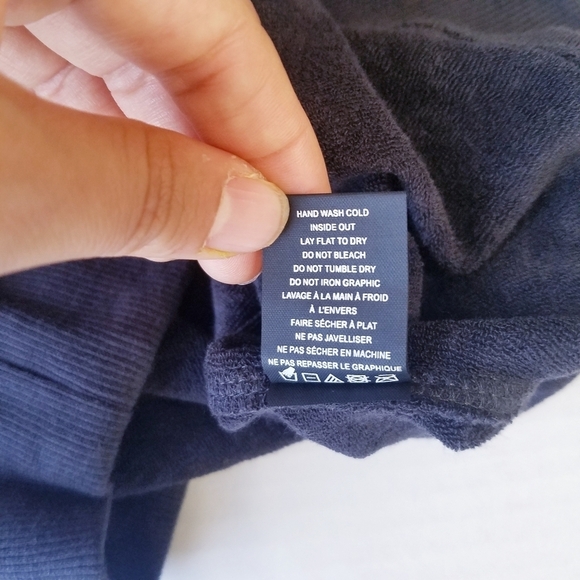 HAND WASH COLD
INSIDE OUT
LAY FLAT TO DRY
DO NOT BLEACH
DO NOT TUMBLE DRY
DO NOT IRON GRAPHIC
LAVAGE À LA MAIN À FROID
À L'ENVERS
FAIRE SÉCHER À PLAT
NE PAS JAVELLISER
NE PAS SÉCHER EN MACHINE
NE PAS REPASSER LE GRAPHIQUE